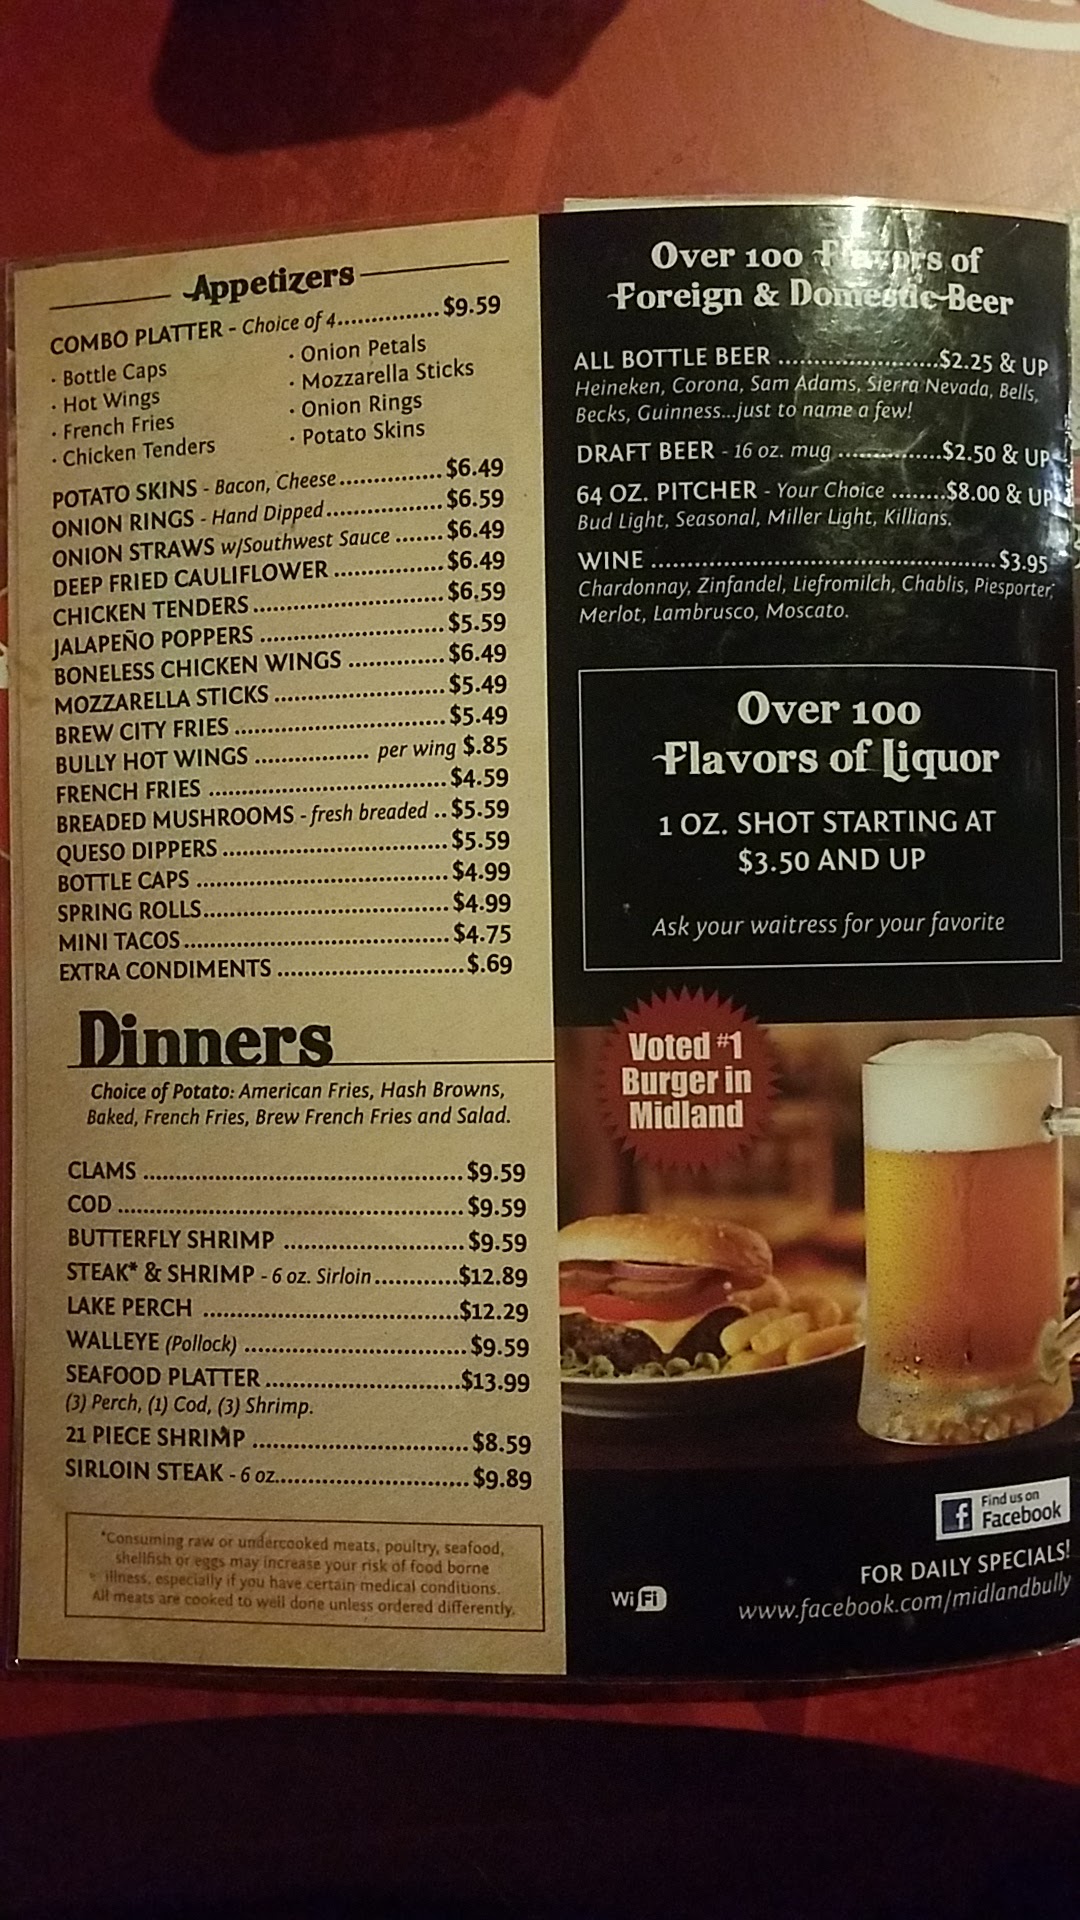 Appetizers
COMBO PLATTER - Choice of 4................ $9.59
· Bottle Caps
· Hot Wings
· French Fries
· Chicken Tenders
· Onion Petals
· Mozzarella Sticks
· Onion Rings
· Potato Skins
POTATO SKINS - Bacon, Cheese................ $6.49
ONION RINGS - Hand Dipped.................. $6.59
ONION STRAWS w/Southwest Sauce ....... $6.49
DEEP FRIED CAULIFLOWER ................. $6.49
CHICKEN TENDERS............................. $6.59
JALAPEÑO POPPERS ............................ $5.59
BONELESS CHICKEN WINGS ............... $6.49
MOZZARELLA STICKS........................... $5.49
BREW CITY FRIES .................................. $5.49
BULLY HOT WINGS .................. per wing $.85
FRENCH FRIES ..................................... $4.59
BREADED MUSHROOMS - fresh breaded .. $5.59
QUESO DIPPERS ................................... $5.59
BOTTLE CAPS ....................................... $4.99
SPRING ROLLS...................................... $4.99
MINI TACOS......................................... $4.75
EXTRA CONDIMENTS ............................ $.69
Dinners
Choice of Potato: American Fries, Hash Browns,
Baked, French Fries, Brew French Fries and Salad.
CLAMS ................................................ $9.59
COD .................................................... $9.59
BUTTERFLY SHRIMP ........................... $9.59
STEAK* & SHRIMP - 6 oz. Sirloin............ $12.89
LAKE PERCH ...................................... $12.29
WALLEYE (Pollock) ................................. $9.59
SEAFOOD PLATTER ............................. $13.99
(3) Perch, (1) Cod, (3) Shrimp.
21 PIECE SHRIMP ................................ $8.59
SIRLOIN STEAK - 6 oz............................. $9.89
*Consuming raw or undercooked meats, poultry, seafood,
shellfish or eggs may increase your risk of food borne
illness, especially if you have certain medical conditions.
All meats are cooked to well done unless ordered differently.
Over 100 Flavors of
Foreign & Domestic Beer
ALL BOTTLE BEER ........................ $2.25 & UP
Heineken, Corona, Sam Adams, Sierra Nevada, Bells,
Becks, Guinness...just to name a few!
DRAFT BEER - 16 oz. mug ................ $2.50 & UP
64 OZ. PITCHER - Your Choice ........ $8.00 & UP
Bud Light, Seasonal, Miller Light, Killians.
WINE .................................................... $3.95
Chardonnay, Zinfandel, Liefromilch, Chablis, Piesporter,
Merlot, Lambrusco, Moscato.
Over 100
Flavors of Liquor
1 OZ. SHOT STARTING AT
$3.50 AND UP
Ask your waitress for your favorite
Voted #1
Burger in
Midland
f Find us on
Facebook
FOR DAILY SPECIALS!
WiFi
www.facebook.com/midlandbully